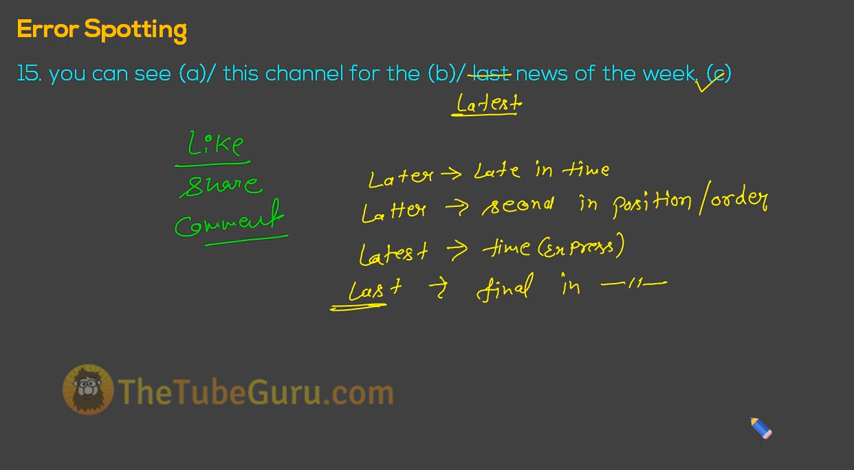 Error Spotting
15. you can see (a)/ this channel for the (b)/ last news of the week. (c)
Latest
Like
Share
Comment
Later → Late in time
Latter → second in position/order
Latest → time (Express)
Last → final in —〃—
TheTubeGuru.com